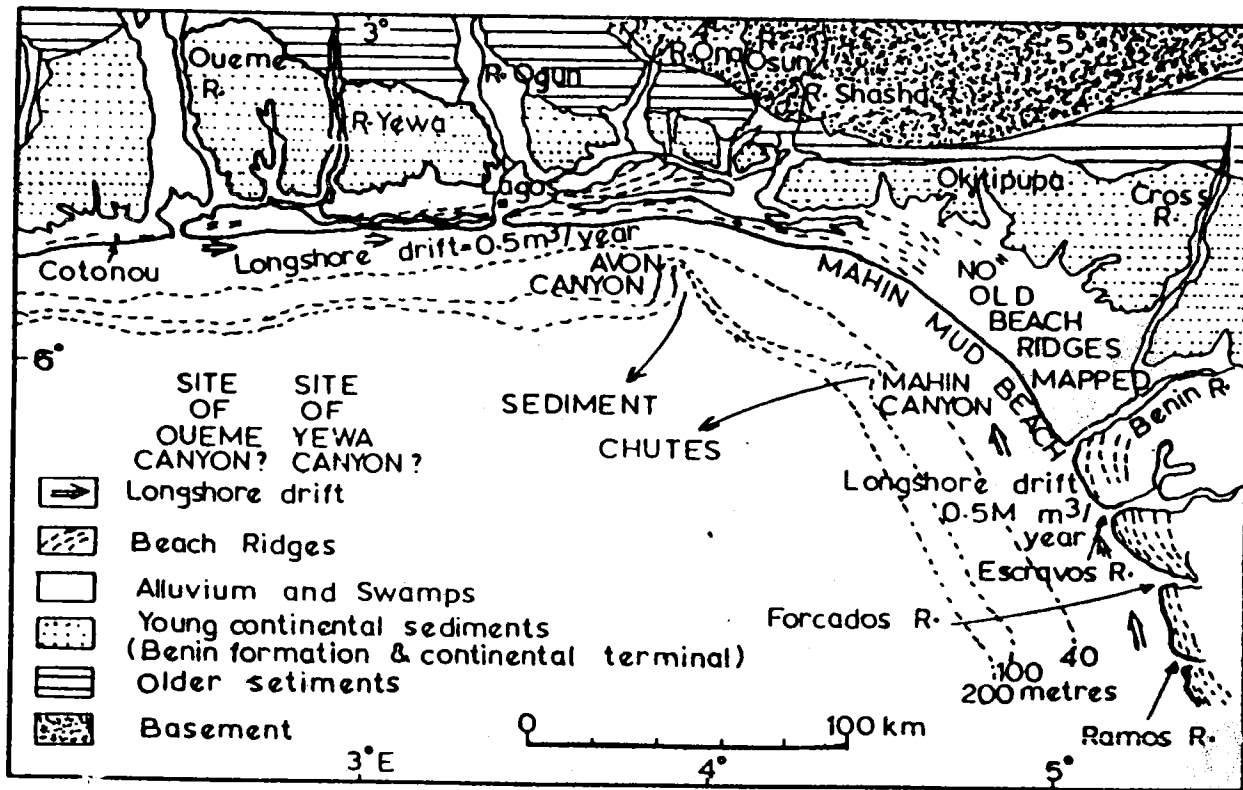 3°
5°
Oueme
R.
R. Yewa
R. Ogun
R. Omo
Osun
R. Shasha
Lagos
Okitipupa
Cross
R.
Cotonou
Longshore drift = 0.5m³/year
AVON
CANYON
MAHIN MUD BEACH
NO
OLD
BEACH
RIDGES
MAPPED
Benin R.
6°
SITE
OF
OUEME
CANYON?
SITE
OF
YEWA
CANYON?
SEDIMENT
CHUTES
MAHIN
CANYON
Longshore drift
0.5M m³/
year
Escravos R.
Forcados R.
Ramos R.
40
100
200 metres
Longshore drift
Beach Ridges
Alluvium and Swamps
Young continental sediments
(Benin formation & continental terminal)
Older setiments
Basement
0 100 km
3°E 4° 5°